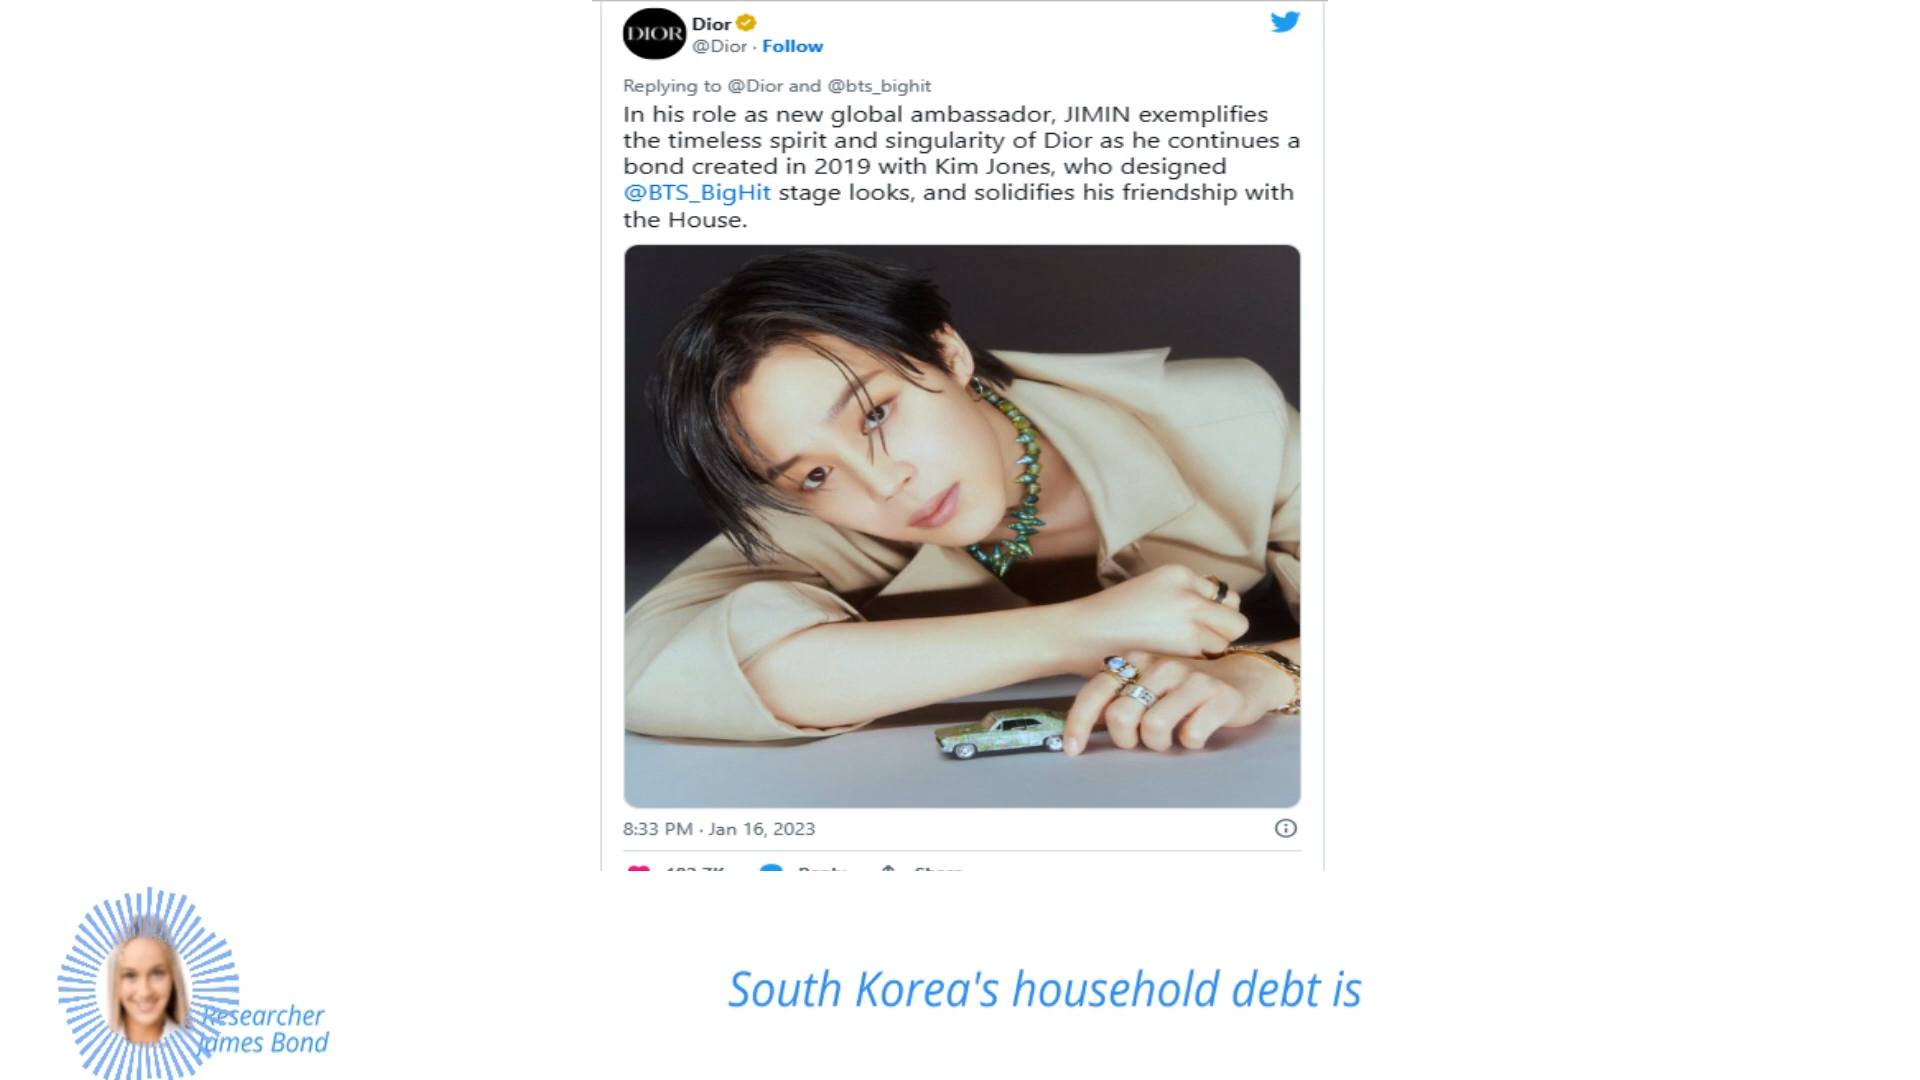 DIOR
Dior
@Dior · Follow
Replying to @Dior and @bts_bighit
In his role as new global ambassador, JIMIN exemplifies
the timeless spirit and singularity of Dior as he continues a
bond created in 2019 with Kim Jones, who designed
@BTS_BigHit stage looks, and solidifies his friendship with
the House.
8:33 PM · Jan 16, 2023
Reply Share
Researcher
James Bond
South Korea's household debt is